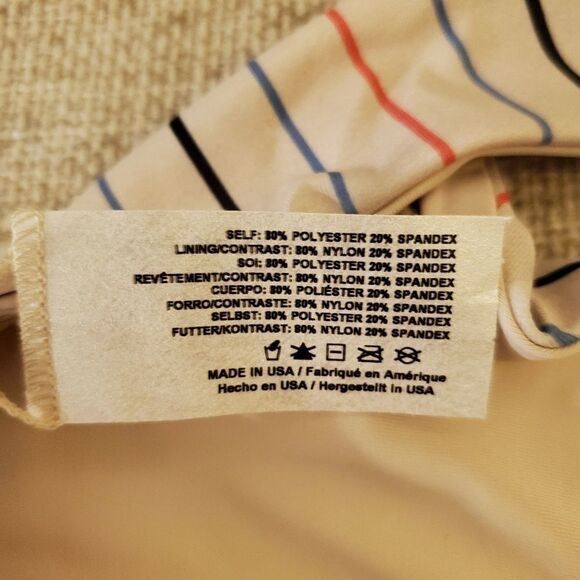 SELF: 80% POLYESTER 20% SPANDEX
LINING/CONTRAST: 80% NYLON 20% SPANDEX
SOI: 80% POLYESTER 20% SPANDEX
REVÊTEMENT/CONTRAST: 80% NYLON 20% SPANDEX
CUERPO: 80% POLIÉSTER 20% SPANDEX
FORRO/CONTRASTE: 80% NYLON 20% SPANDEX
SELBST: 80% POLYESTER 20% SPANDEX
FUTTER/KONTRAST: 80% NYLON 20% SPANDEX
MADE IN USA / Fabriqué en Amérique
Hecho en USA / Hergestellt in USA